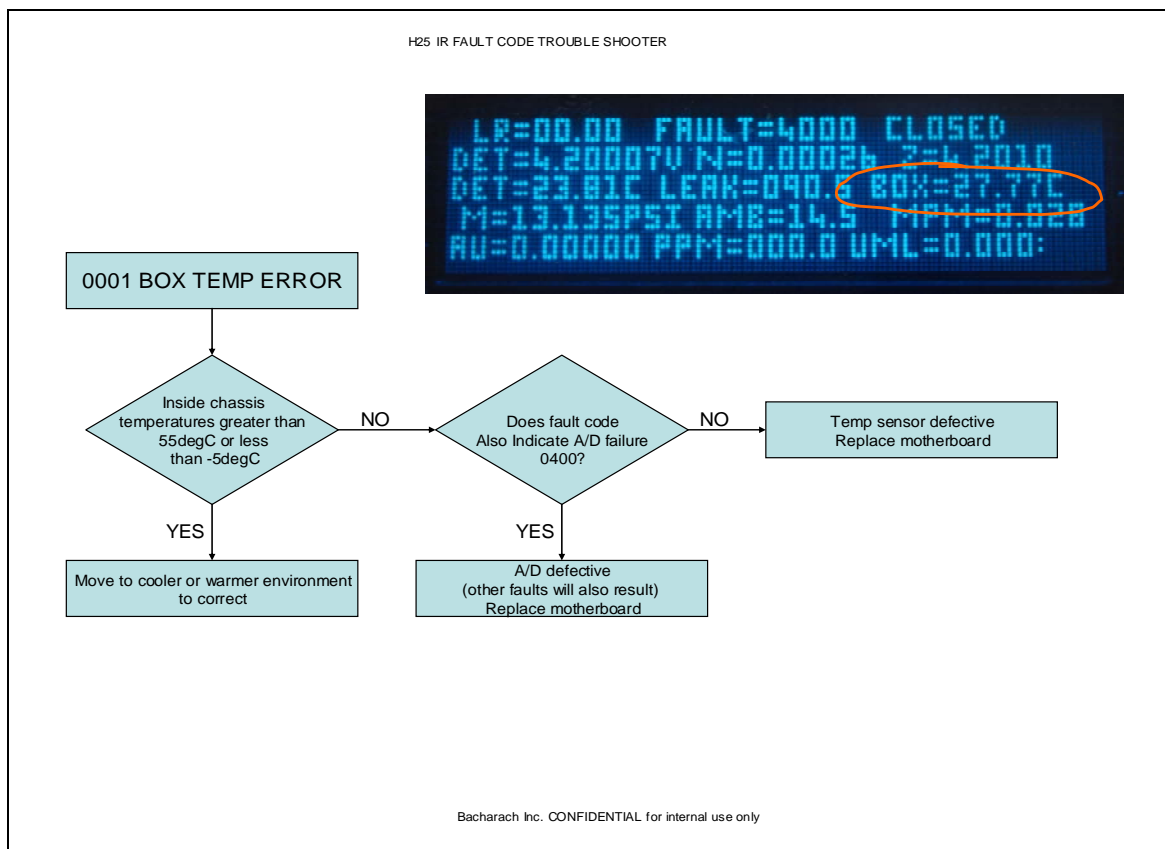 H25 IR FAULT CODE TROUBLE SHOOTER
LR=00.00 FAULT=4000 CLOSED
DET=4.20007V N=0.0002 2=4.2010
DET=23.81C LEAK=090.5 BOX=27.77C
M=13.135PSI AMB=14.5 MPM=0.028
AU=0.00000 PPM=000.0 UML=0.000:
0001 BOX TEMP ERROR
Inside chassis
temperatures greater than
55degC or less
than -5degC
NO
Does fault code
Also Indicate A/D failure
0400?
NO
Temp sensor defective
Replace motherboard
YES
YES
Move to cooler or warmer environment
to correct
A/D defective
(other faults will also result)
Replace motherboard
Bacharach Inc. CONFIDENTIAL for internal use only